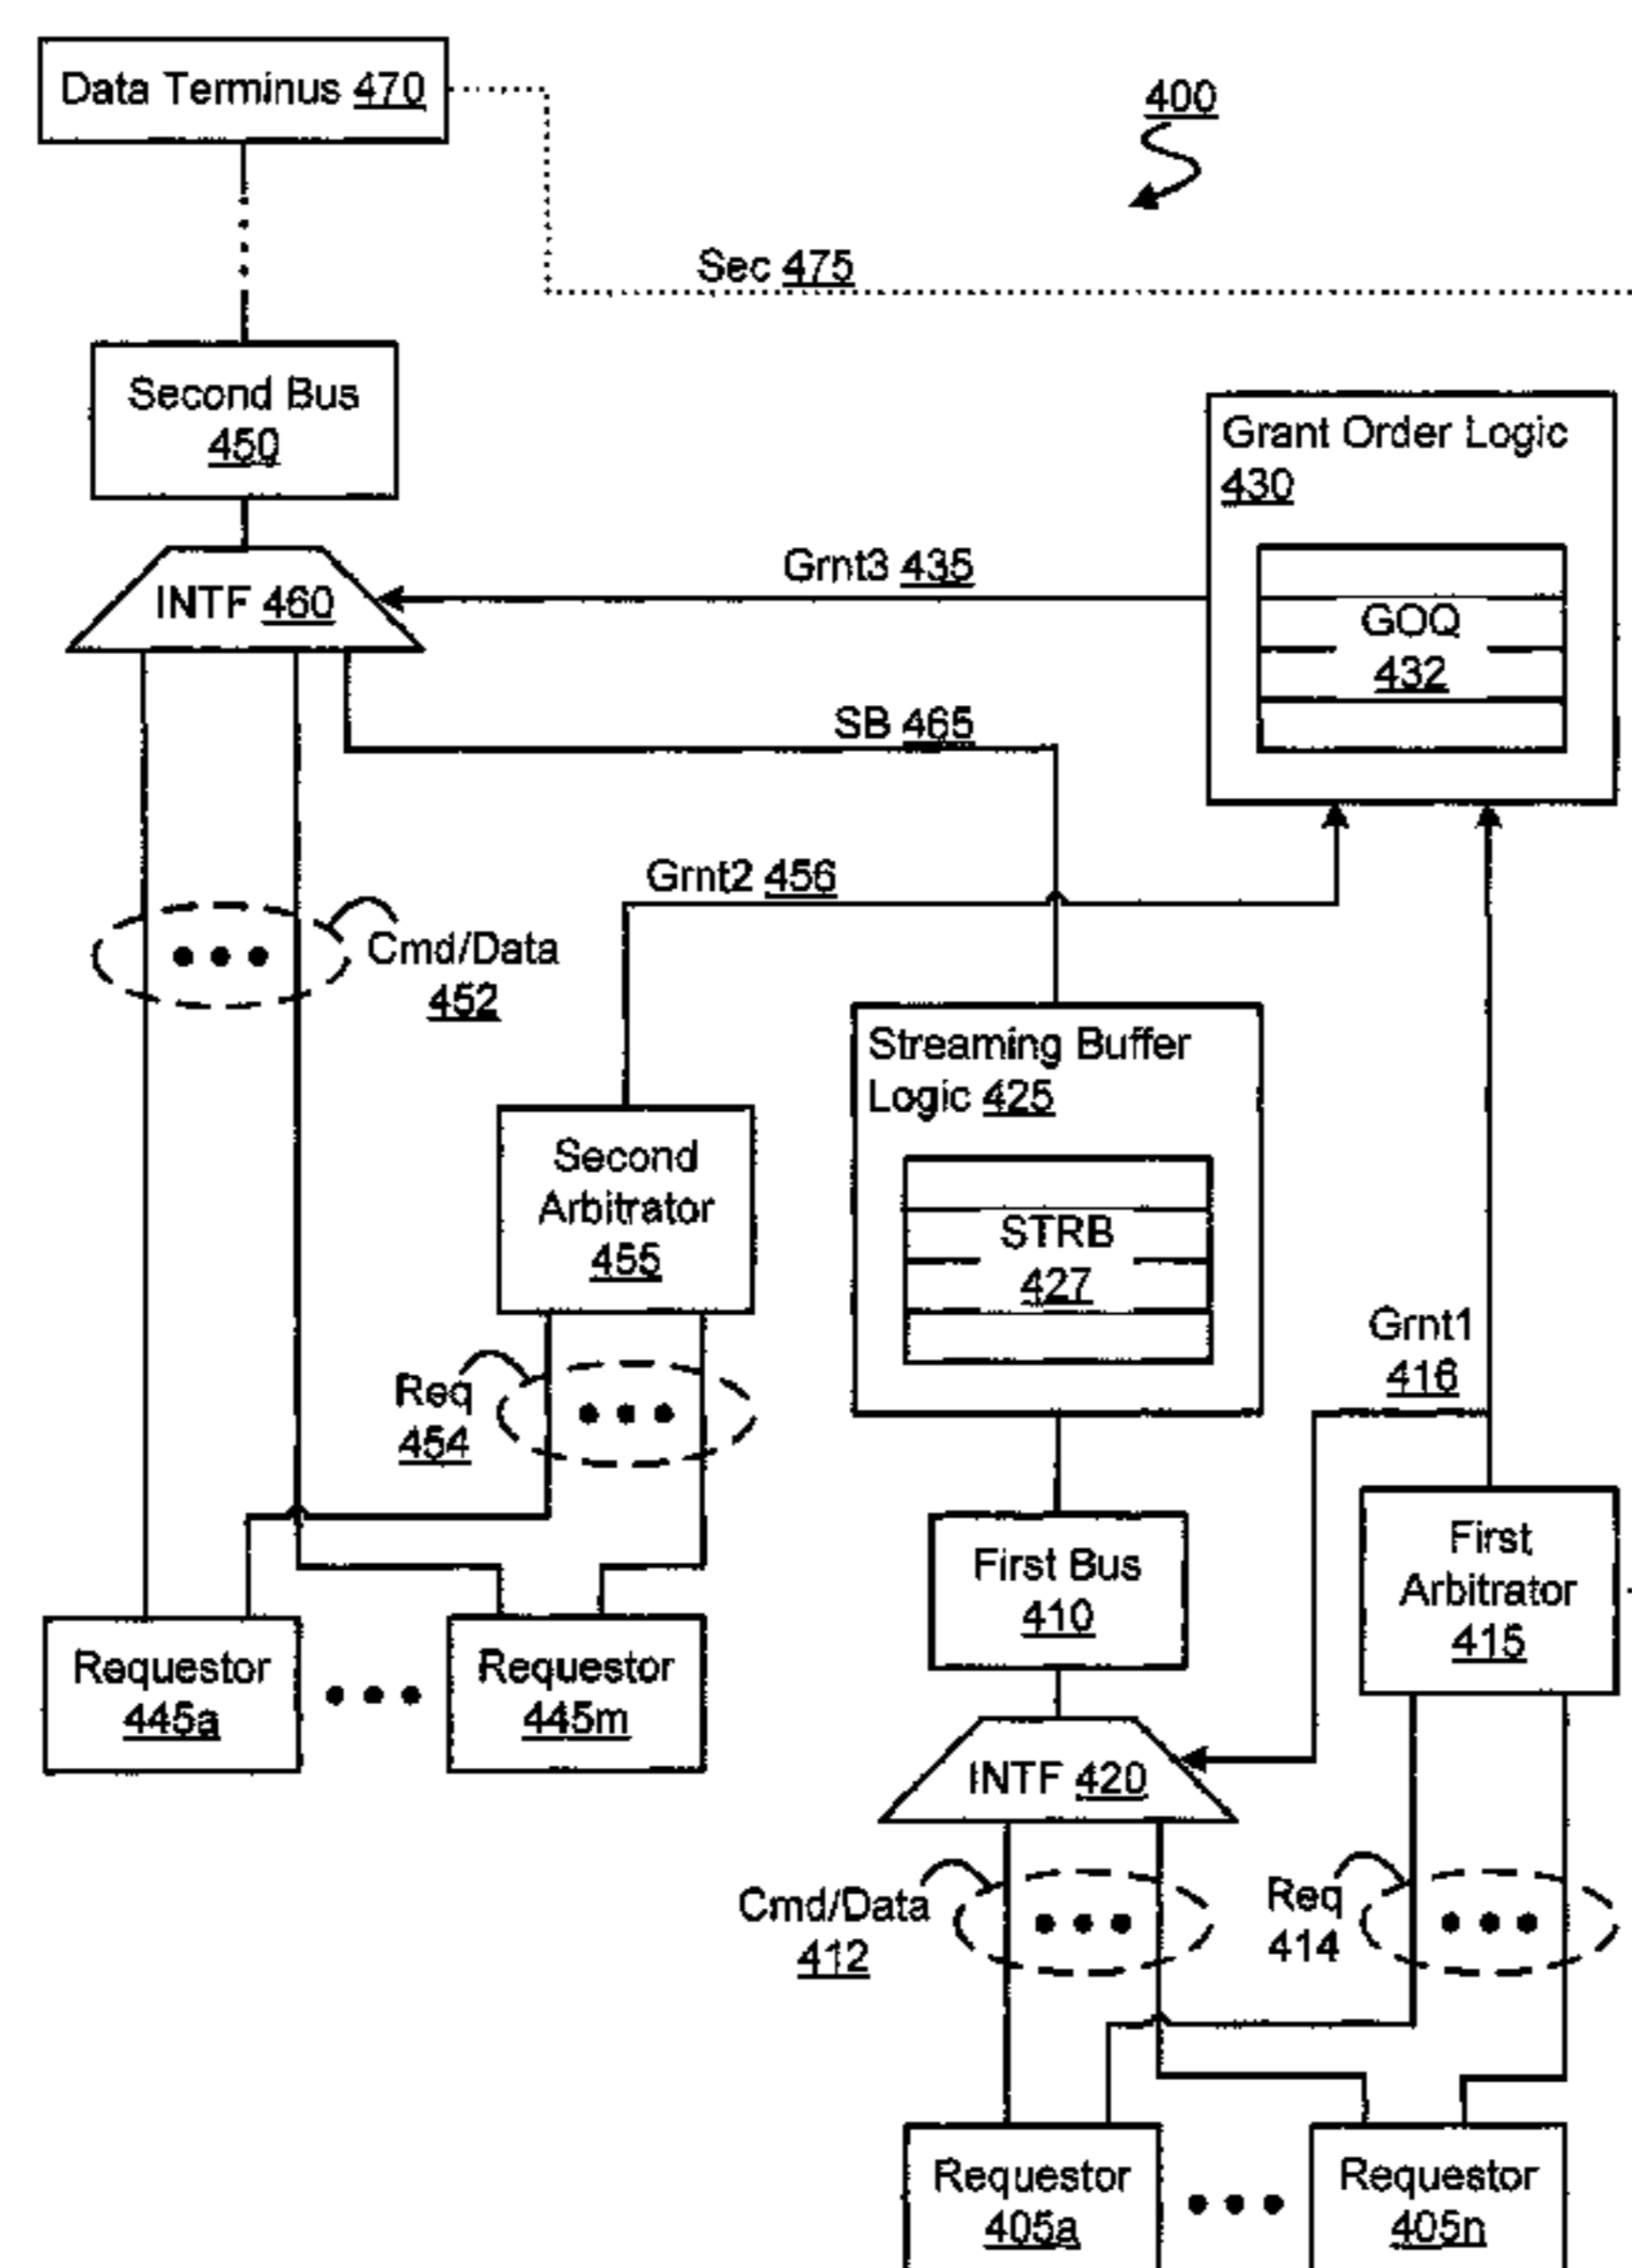 Data Terminus 470
400
Sec 475
Second Bus
450
Grant Order Logic
430
INTF 460
Grnt3 435
GOQ
432
SB 465
Grnt2 456
Cmd/Data
452
Streaming Buffer
Logic 425
Second
Arbitrator
455
STRB
427
Grnt1
416
Req
454
First Bus
410
First
Arbitrator
415
Requestor
445a
Requestor
445m
INTF 420
Cmd/Data
412
Req
414
Requestor
405a
Requestor
405n